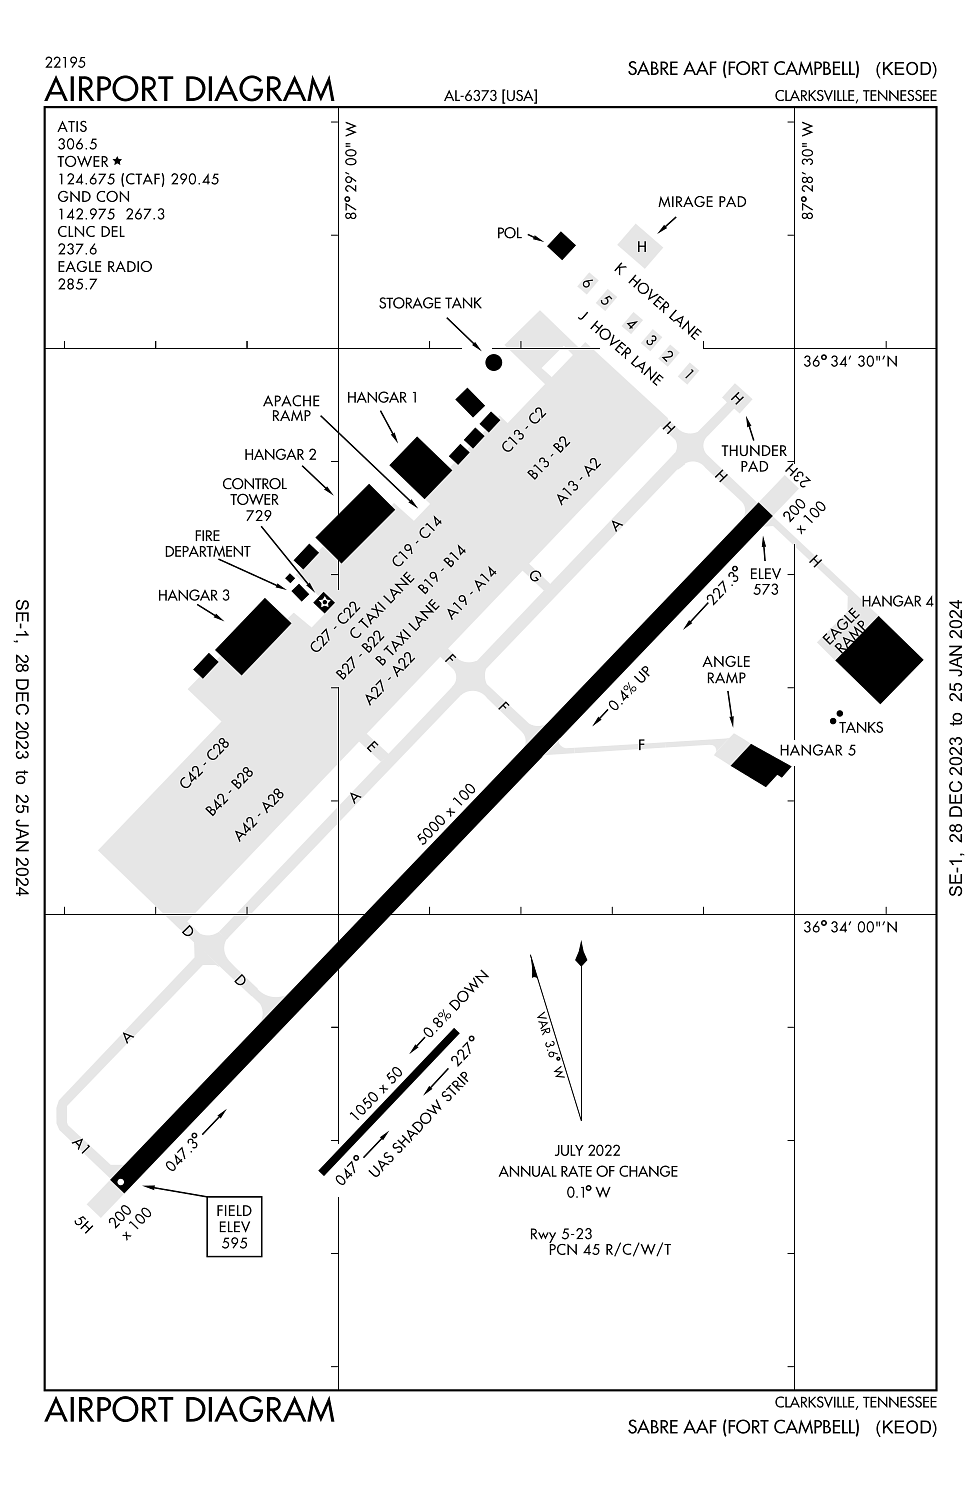 22195
AIRPORT DIAGRAM
AL-6373 [USA]
SABRE AAF (FORT CAMPBELL) (KEOD)
CLARKSVILLE, TENNESSEE
ATIS
306.5
TOWER ★
124.675 (CTAF) 290.45
GND CON
142.975 267.3
CLNC DEL
237.6
EAGLE RADIO
285.7
87° 29' 00" W
87° 28' 30" W
MIRAGE PAD
H
POL
K HOVER LANE
6
5
4
3
2
1
J HOVER LANE
STORAGE TANK
36° 34' 30"'N
HANGAR 1
APACHE
RAMP
H
H
THUNDER
PAD
H
23H
200
x 100
C13 - C2
B13 - B2
A13 - A2
HANGAR 2
CONTROL
TOWER
729
FIRE
DEPARTMENT
HANGAR 3
A
G
C19 - C14
B19 - B14
A19 - A14
C TAXI LANE
B TAXI LANE
C27 - C22
B27 - B22
A27 - A22
H
ELEV
573
227.3°
HANGAR 4
EAGLE
RAMP
ANGLE
RAMP
TANKS
HANGAR 5
0.4% UP
F
F
F
E
A
C42 - C28
B42 - B28
A42 - A28
5000 x 100
36° 34' 00"'N
D
D
A
A1
047.3°
5H
200
x 100
FIELD
ELEV
595
0.8% DOWN
227°
1050 x 50
UAS SHADOW STRIP
047°
VAR 3.6° W
JULY 2022
ANNUAL RATE OF CHANGE
0.1° W
Rwy 5-23
PCN 45 R/C/W/T
SE-1, 28 DEC 2023 to 25 JAN 2024
SE-1, 28 DEC 2023 to 25 JAN 2024
AIRPORT DIAGRAM
CLARKSVILLE, TENNESSEE
SABRE AAF (FORT CAMPBELL) (KEOD)